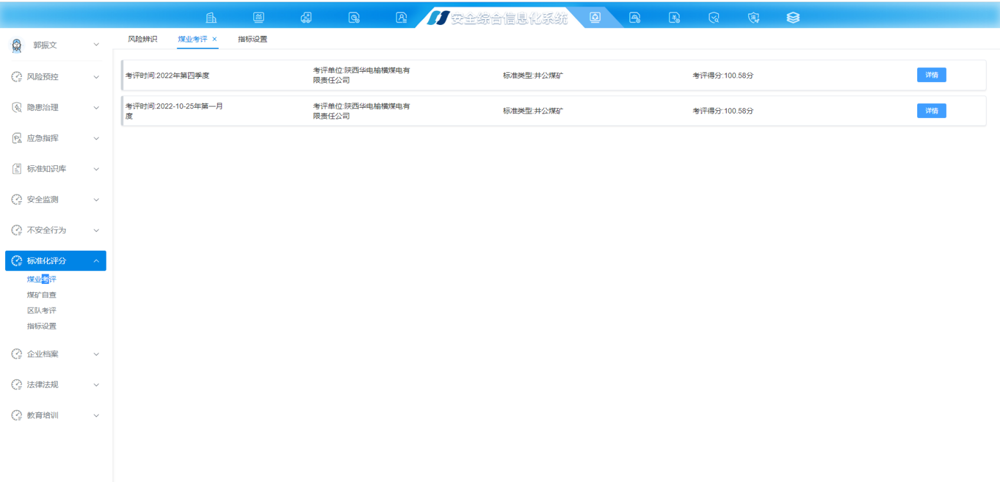 安全综合信息化系统
郭振文
风险辨识
煤业考评 ×
指标设置
风险预控
隐患治理
应急指挥
标准知识库
安全监测
不安全行为
标准化评分
煤业考评
煤矿自查
区队考评
指标设置
企业档案
法律法规
教育培训
考评时间:2022年第四季度
考评单位:陕西华电榆横煤电有
限责任公司
标准类型:井公煤矿
考评得分:100.58分
详情
考评时间:2022-10-25年第一月
度
考评单位:陕西华电榆横煤电有
限责任公司
标准类型:井公煤矿
考评得分:100.58分
详情